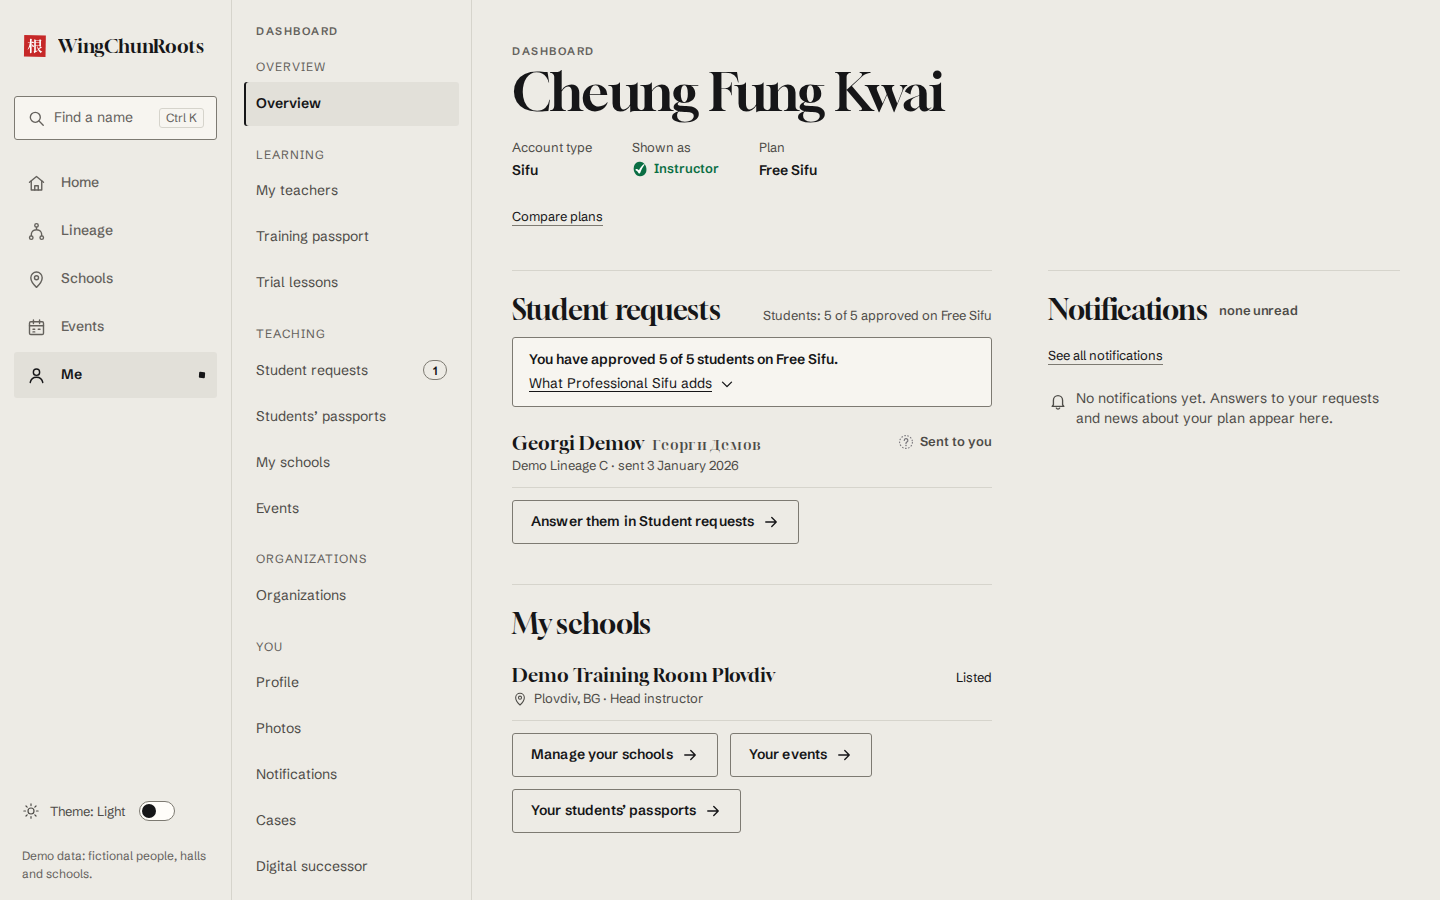 根 WingChunRoots
Find a name Ctrl K
Home
Lineage
Schools
Events
Me
Theme: Light
Demo data: fictional people, halls
and schools.
DASHBOARD
OVERVIEW
Overview
LEARNING
My teachers
Training passport
Trial lessons
TEACHING
Student requests 1
Students’ passports
My schools
Events
ORGANIZATIONS
Organizations
YOU
Profile
Photos
Notifications
Cases
Digital successor
DASHBOARD
Cheung Fung Kwai
Account type Shown as Plan
Sifu Instructor Free Sifu
Compare plans
Student requests Students: 5 of 5 approved on Free Sifu
You have approved 5 of 5 students on Free Sifu.
What Professional Sifu adds
Georgi Demov Георги Демов Sent to you
Demo Lineage C · sent 3 January 2026
Answer them in Student requests
My schools
Demo Training Room Plovdiv Listed
Plovdiv, BG · Head instructor
Manage your schools Your events
Your students’ passports
Notifications none unread
See all notifications
No notifications yet. Answers to your requests
and news about your plan appear here.